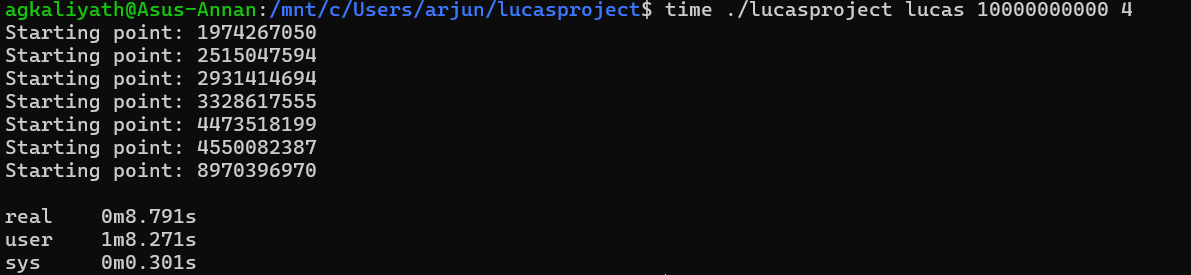 agkaliyath@Asus-Annan:/mnt/c/Users/arjun/lucasproject$ time ./lucasproject lucas 10000000000 4
Starting point: 1974267050
Starting point: 2515047594
Starting point: 2931414694
Starting point: 3328617555
Starting point: 4473518199
Starting point: 4550082387
Starting point: 8970396970
real 0m8.791s
user 1m8.271s
sys 0m0.301s